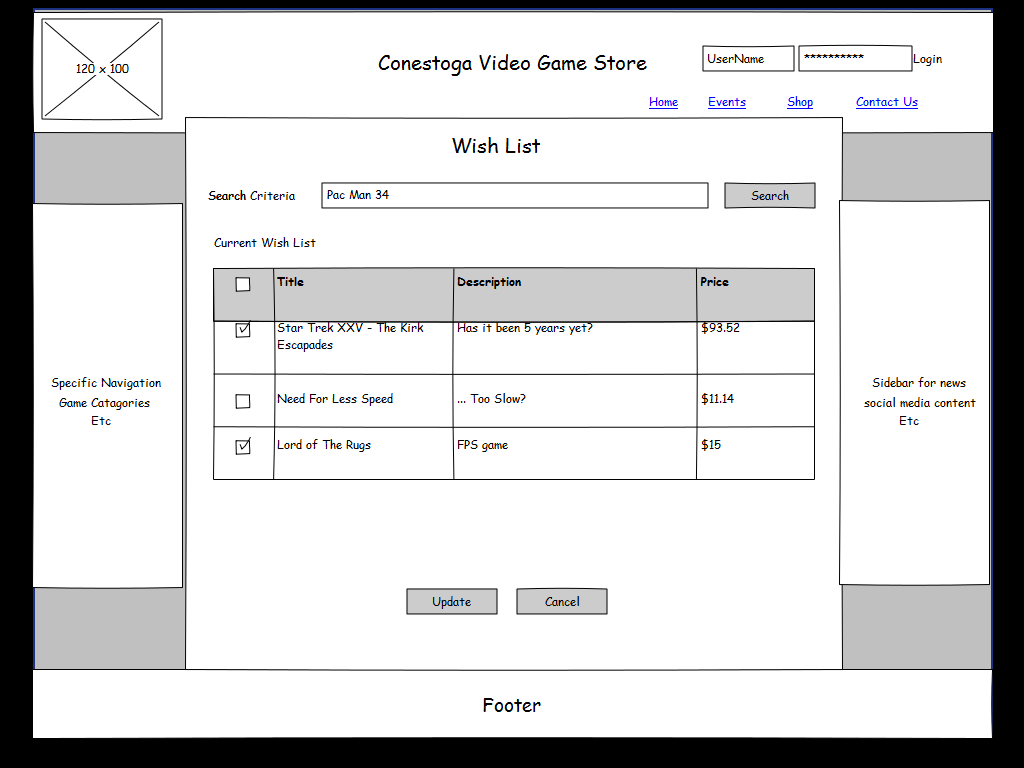 120 x 100
Conestoga Video Game Store
UserName
**********
Login
Home
Events
Shop
Contact Us
Wish List
Search Criteria
Pac Man 34
Search
Current Wish List
Title
Description
Price
Star Trek XXV - The Kirk
Escapades
Has it been 5 years yet?
$93.52
Need For Less Speed
... Too Slow?
$11.14
Lord of The Rugs
FPS game
$15
Specific Navigation
Game Catagories
Etc
Sidebar for news
social media content
Etc
Update
Cancel
Footer